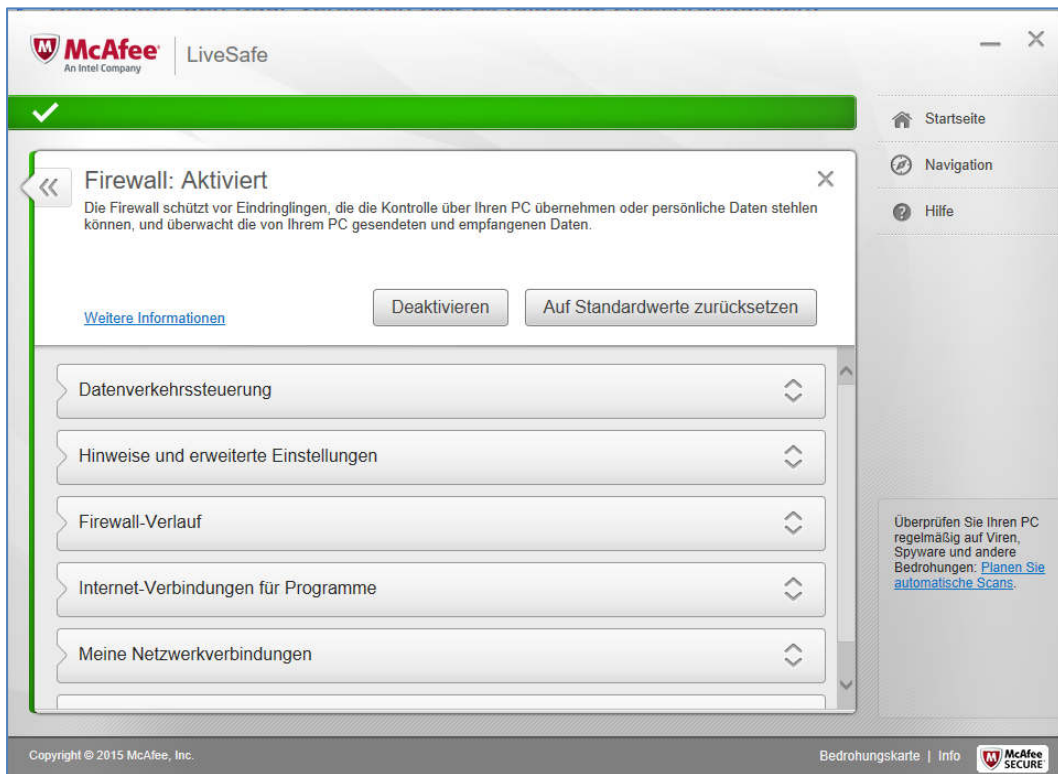 McAfee
An Intel Company
LiveSafe
Startseite
Navigation
Hilfe
Firewall: Aktiviert
Die Firewall schützt vor Eindringlingen, die die Kontrolle über Ihren PC übernehmen oder persönliche Daten stehlen
können, und überwacht die von Ihrem PC gesendeten und empfangenen Daten.
Weitere Informationen
Deaktivieren
Auf Standardwerte zurücksetzen
Datenverkehrssteuerung
Hinweise und erweiterte Einstellungen
Firewall-Verlauf
Internet-Verbindungen für Programme
Meine Netzwerkverbindungen
Überprüfen Sie Ihren PC
regelmäßig auf Viren,
Spyware und andere
Bedrohungen: Planen Sie
automatische Scans.
Copyright © 2015 McAfee, Inc.
Bedrohungskarte | Info
McAfee
SECURE